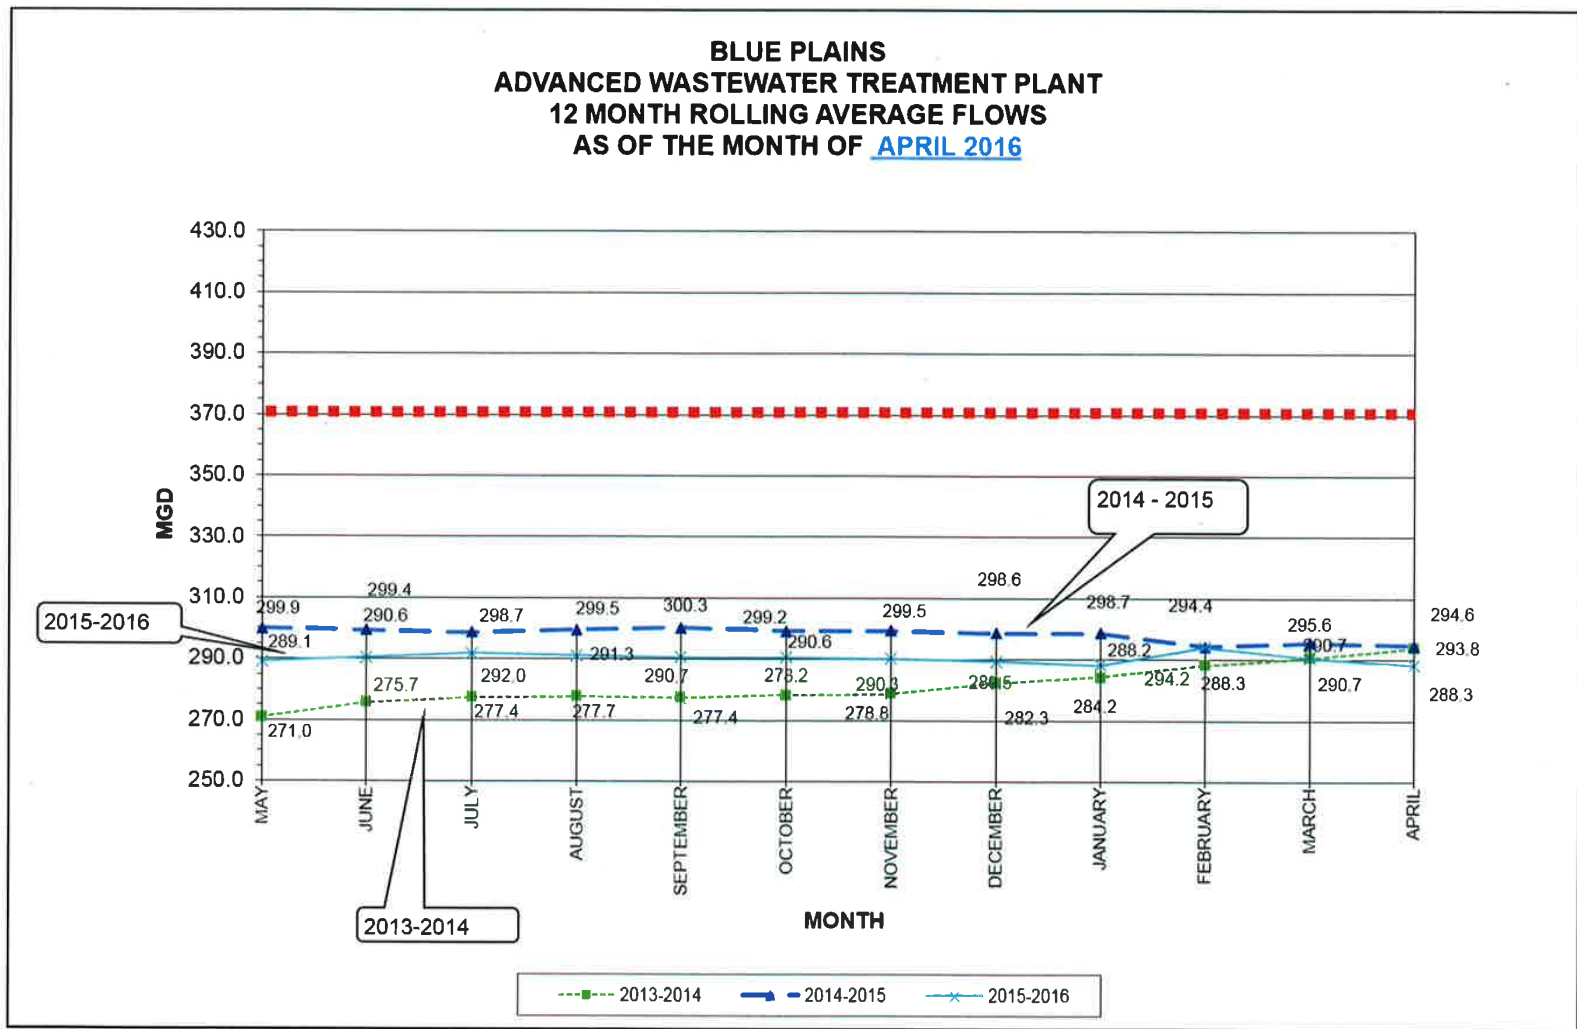 BLUE PLAINS
ADVANCED WASTEWATER TREATMENT PLANT
12 MONTH ROLLING AVERAGE FLOWS
AS OF THE MONTH OF APRIL 2016
430.0
410.0
390.0
370.0
350.0
330.0
310.0
290.0
270.0
250.0
MGD
2014 - 2015
2015-2016
2013-2014
299.9
299.4
298.7
299.5
300.3
299.2
299.5
298.6
298.7
294.4
295.6
294.6
289.1
290.6
292.0
291.3
290.7
290.6
290.3
288.2
294.2
290.7
288.3
271.0
275.7
277.4
277.7
277.4
278.2
278.8
282.3
284.2
288.3
290.7
293.8
MAY
JUNE
JULY
AUGUST
SEPTEMBER
OCTOBER
NOVEMBER
DECEMBER
JANUARY
FEBRUARY
MARCH
APRIL
MONTH
2013-2014
2014-2015
2015-2016